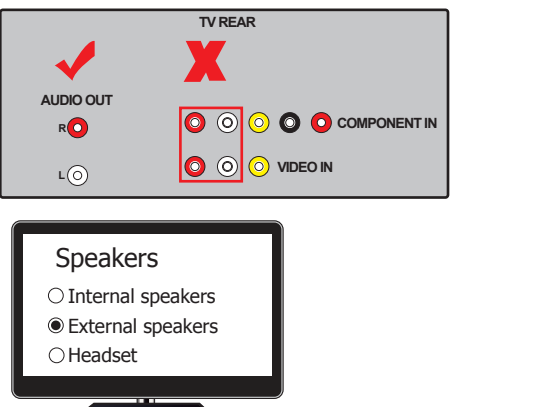 TV REAR
AUDIO OUT
R
COMPONENT IN
L
VIDEO IN
Speakers
Internal speakers
External speakers
Headset